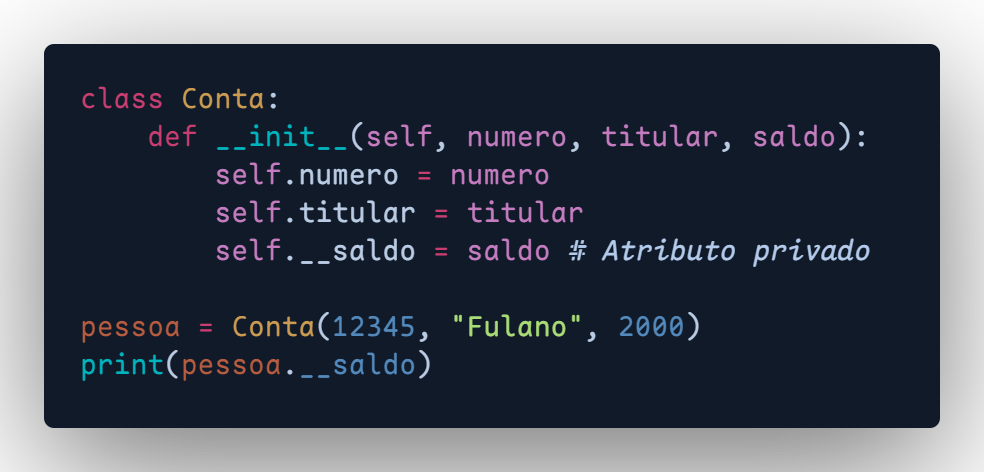 class Conta:
    def __init__(self, numero, titular, saldo):
        self.numero = numero
        self.titular = titular
        self.__saldo = saldo # Atributo privado

pessoa = Conta(12345, "Fulano", 2000)
print(pessoa.__saldo)